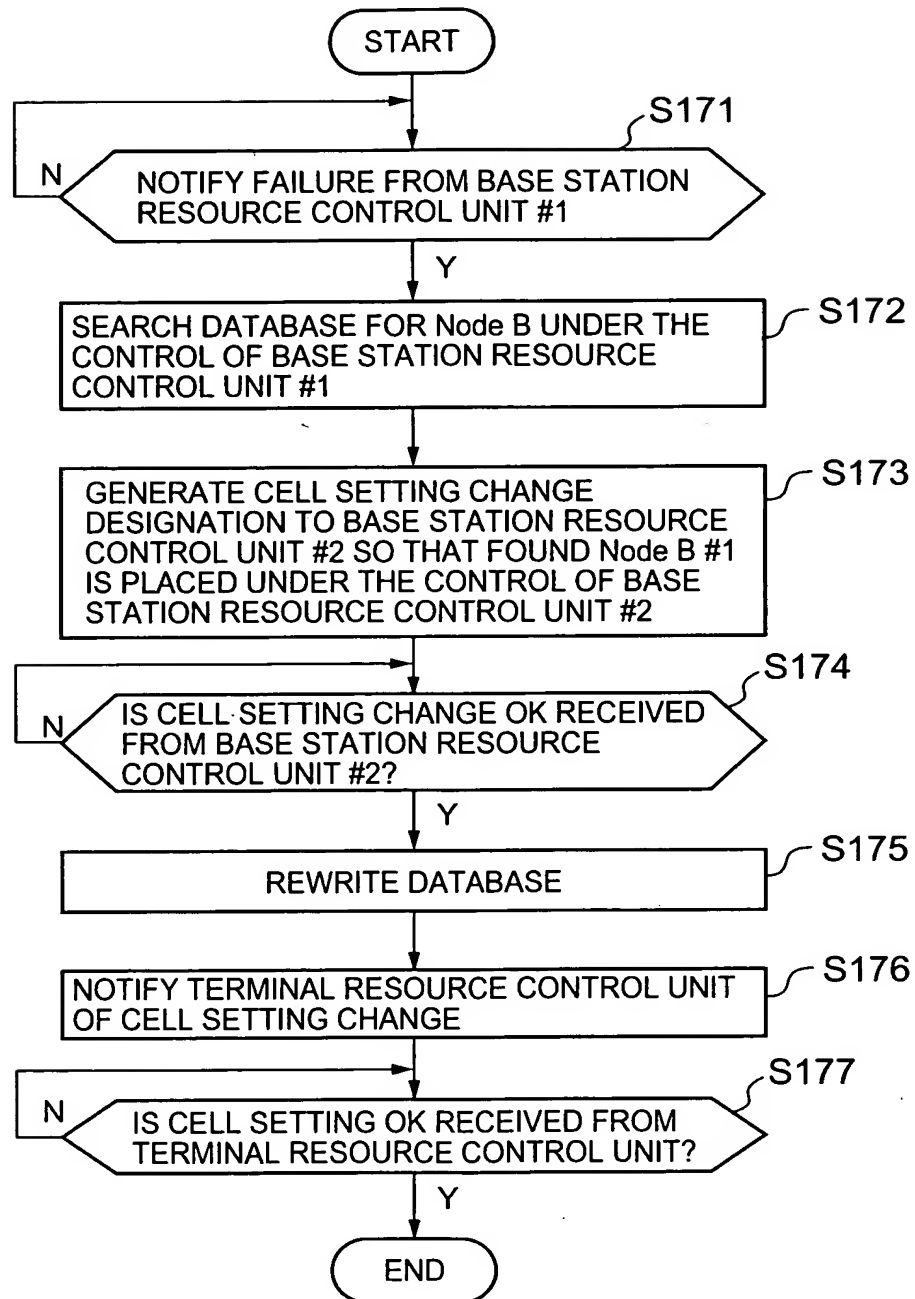 START
S171
N
NOTIFY FAILURE FROM BASE STATION
RESOURCE CONTROL UNIT #1
Y
S172
SEARCH DATABASE FOR Node B UNDER THE
CONTROL OF BASE STATION RESOURCE
CONTROL UNIT #1
S173
GENERATE CELL SETTING CHANGE
DESIGNATION TO BASE STATION RESOURCE
CONTROL UNIT #2 SO THAT FOUND Node B #1
IS PLACED UNDER THE CONTROL OF BASE
STATION RESOURCE CONTROL UNIT #2
S174
N
IS CELL SETTING CHANGE OK RECEIVED
FROM BASE STATION RESOURCE
CONTROL UNIT #2?
Y
S175
REWRITE DATABASE
S176
NOTIFY TERMINAL RESOURCE CONTROL UNIT
OF CELL SETTING CHANGE
S177
N
IS CELL SETTING OK RECEIVED FROM
TERMINAL RESOURCE CONTROL UNIT?
Y
END